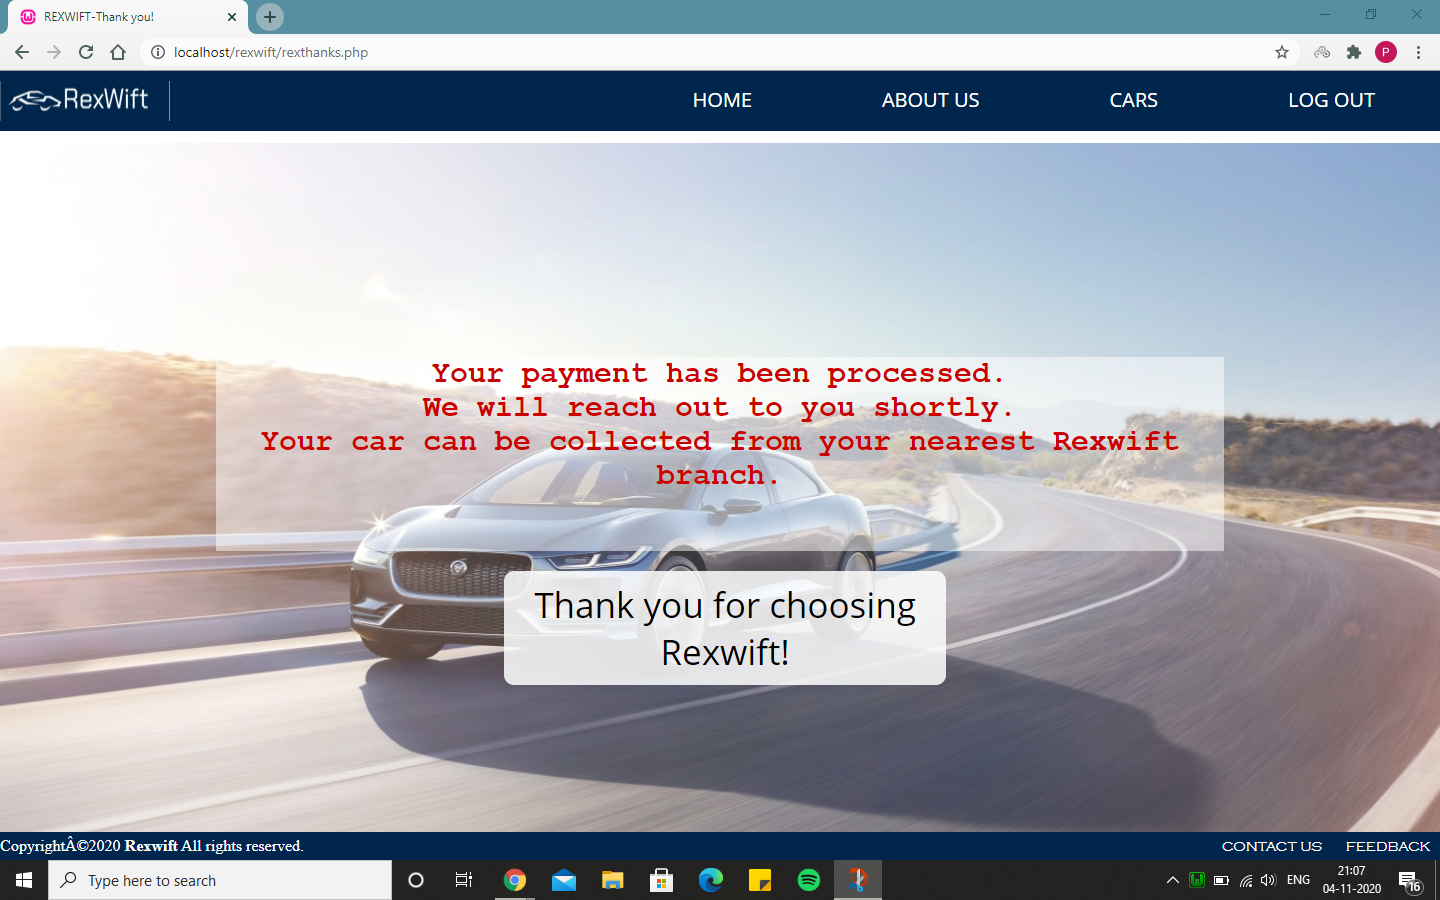 REXWIFT-Thank you!
localhost/rexwift/rexthanks.php
P
RexWift
HOME
ABOUT US
CARS
LOG OUT
Your payment has been processed.
We will reach out to you shortly.
Your car can be collected from your nearest Rexwift
branch.
Thank you for choosing
Rexwift!
CopyrightÂ©2020 Rexwift All rights reserved.
CONTACT US
FEEDBACK
Type here to search
ENG
21:07
04-11-2020
16